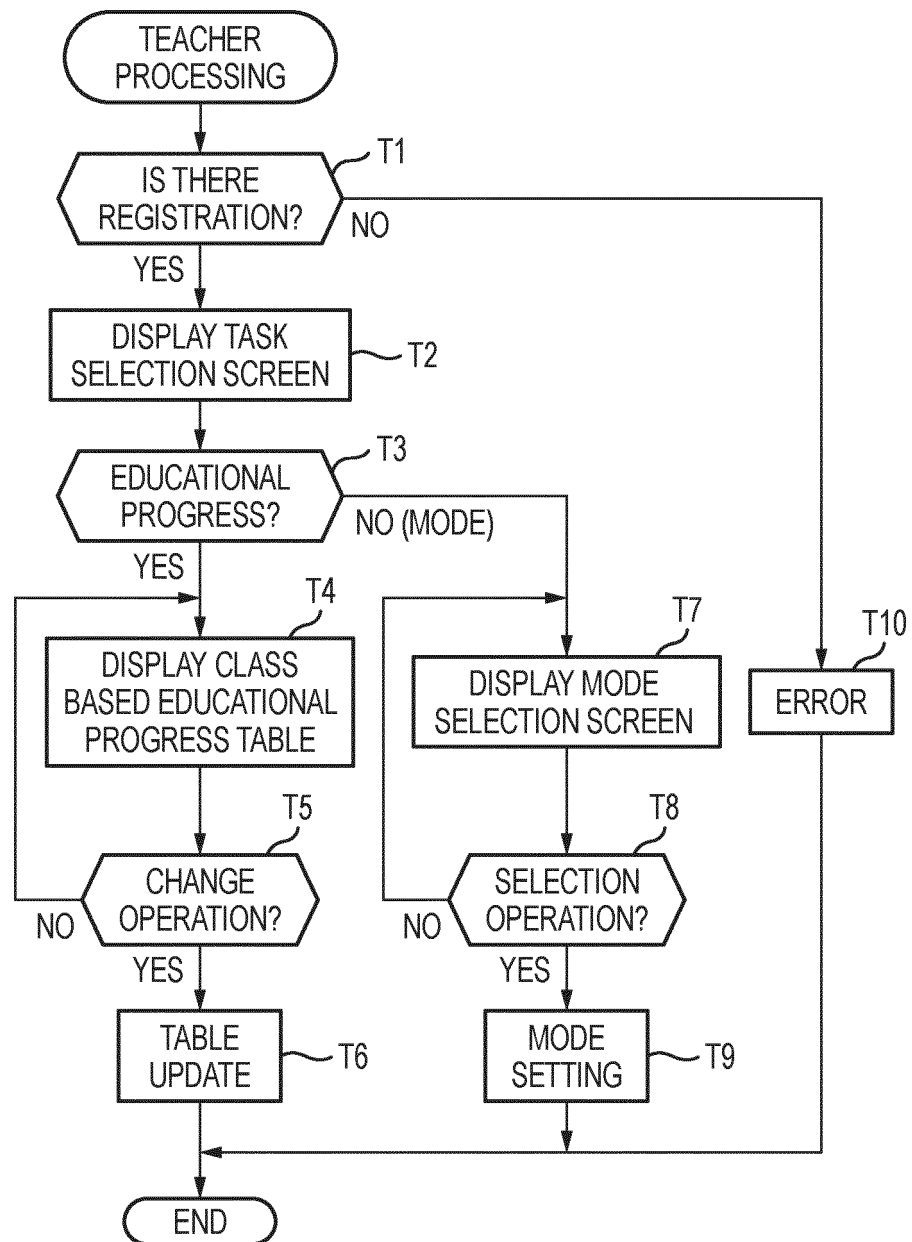 TEACHER
PROCESSING
T1
IS THERE
REGISTRATION?
NO
YES
DISPLAY TASK
SELECTION SCREEN
T2
T3
EDUCATIONAL
PROGRESS?
NO (MODE)
YES
T4
DISPLAY CLASS
BASED EDUCATIONAL
PROGRESS TABLE
T7
DISPLAY MODE
SELECTION SCREEN
T10
ERROR
T5
CHANGE
OPERATION?
NO
YES
T8
SELECTION
OPERATION?
NO
YES
TABLE
UPDATE
T6
MODE
SETTING
T9
END